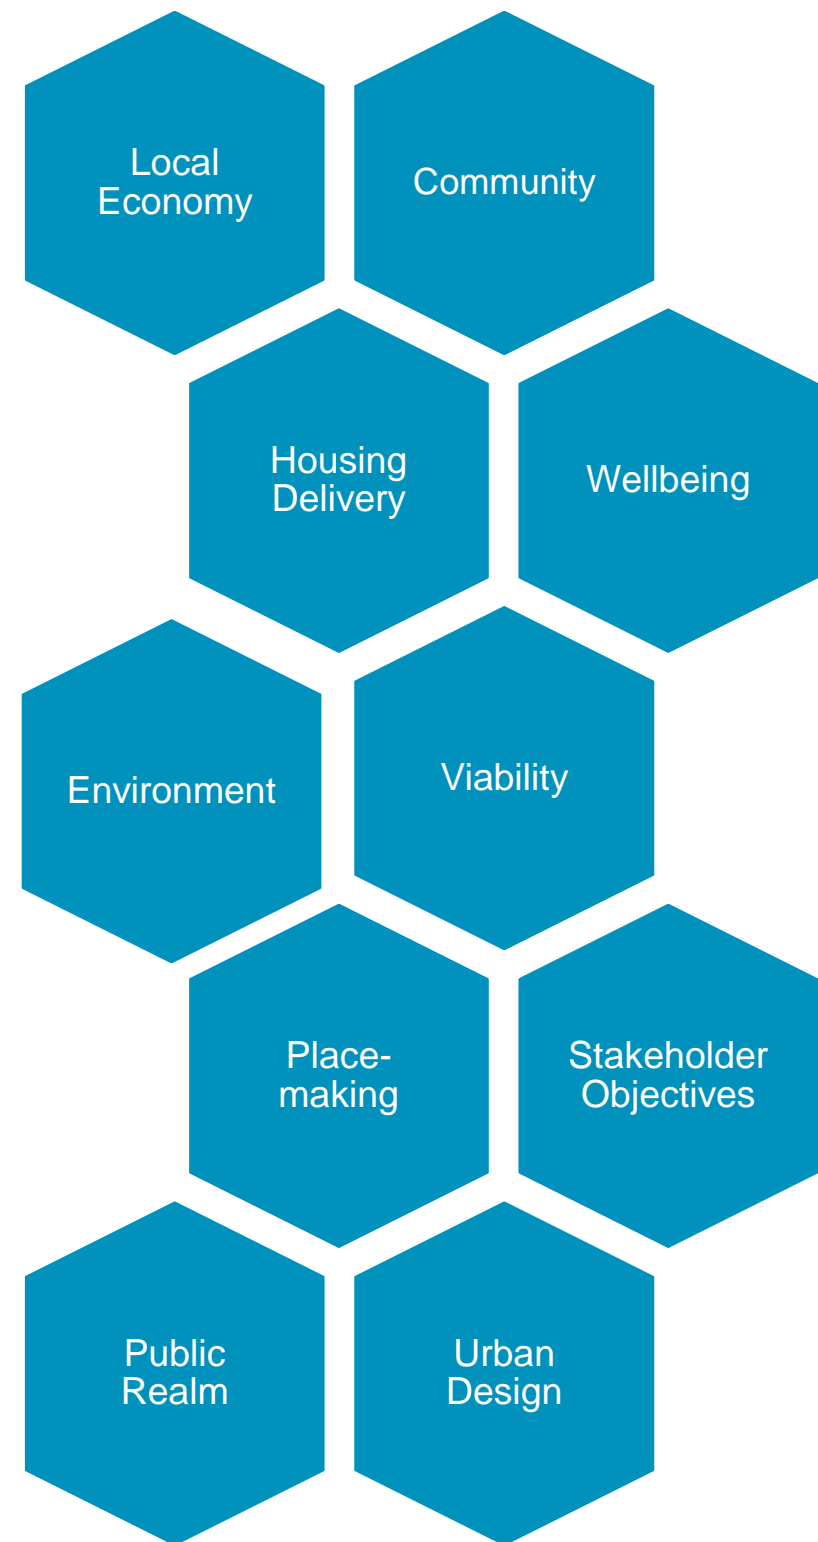 Local
Economy
Community
Housing
Delivery
Wellbeing
Environment
Viability
Place-
making
Stakeholder
Objectives
Public
Realm
Urban
Design